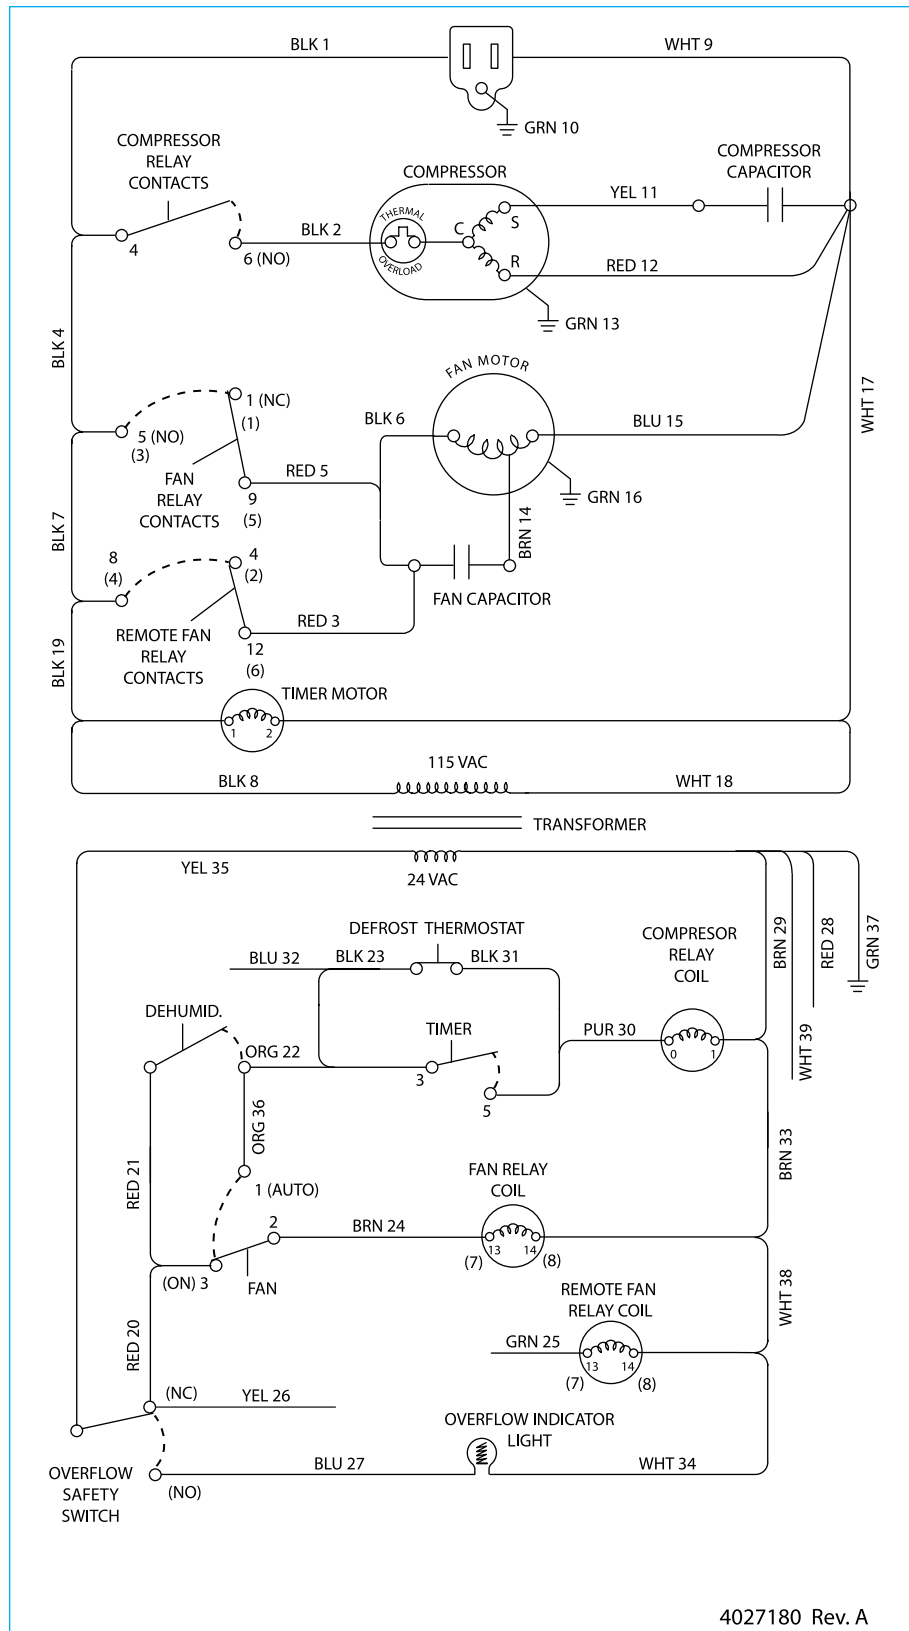 BLK 1
WHT 9
GRN 10
COMPRESSOR
RELAY
CONTACTS
COMPRESSOR
COMPRESSOR
CAPACITOR
THERMAL
OVERLOAD
YEL 11
S
C
R
BLK 2
RED 12
4
6 (NO)
GRN 13
BLK 4
FAN MOTOR
WHT 17
1 (NC)
(1)
BLK 6
BLU 15
5 (NO)
(3)
FAN
RELAY
CONTACTS
RED 5
9
(5)
GRN 16
BLK 7
BRN 14
8
(4)
4
(2)
FAN CAPACITOR
RED 3
REMOTE FAN
RELAY
CONTACTS
12
(6)
BLK 19
TIMER MOTOR
1
2
115 VAC
BLK 8
WHT 18
TRANSFORMER
YEL 35
24 VAC
DEFROST THERMOSTAT
BLU 32
BLK 23
BLK 31
COMPRESOR
RELAY
COIL
BRN 29
RED 28
GRN 37
WHT 39
DEHUMID.
ORG 22
TIMER
3
5
PUR 30
0
1
ORG 36
RED 21
1 (AUTO)
FAN RELAY
COIL
BRN 33
2
BRN 24
(7)
13
14
(8)
(ON) 3
FAN
REMOTE FAN
RELAY COIL
WHT 38
RED 20
GRN 25
13
14
(7)
(8)
(NC)
YEL 26
OVERFLOW INDICATOR
LIGHT
BLU 27
WHT 34
OVERFLOW
SAFETY
SWITCH
(NO)
4027180 Rev. A